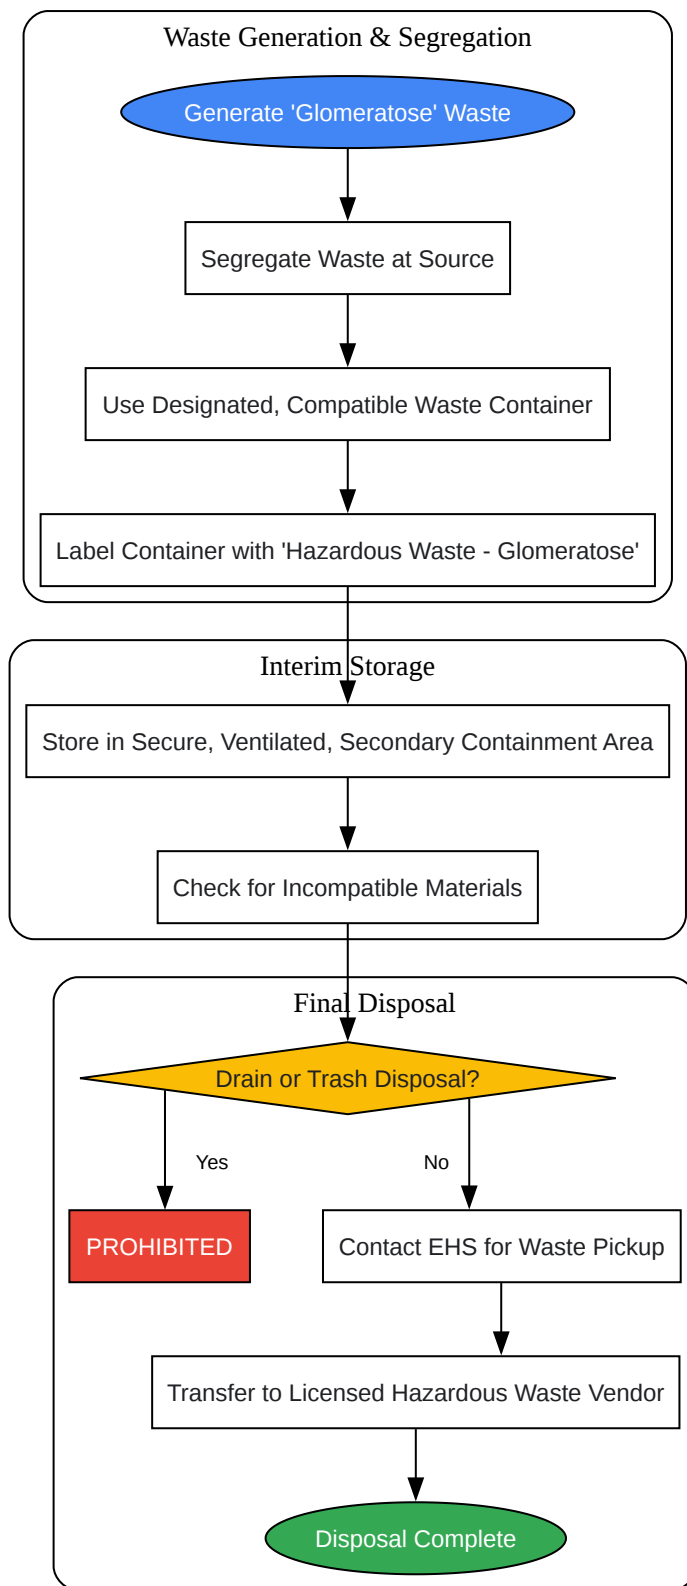 Waste Generation & Segregation
Generate 'Glomeratose' Waste
Segregate Waste at Source
Use Designated, Compatible Waste Container
Label Container with 'Hazardous Waste - Glomeratose'
Interim Storage
Store in Secure, Ventilated, Secondary Containment Area
Check for Incompatible Materials
Final Disposal
Drain or Trash Disposal?
Yes
No
PROHIBITED
Contact EHS for Waste Pickup
Transfer to Licensed Hazardous Waste Vendor
Disposal Complete